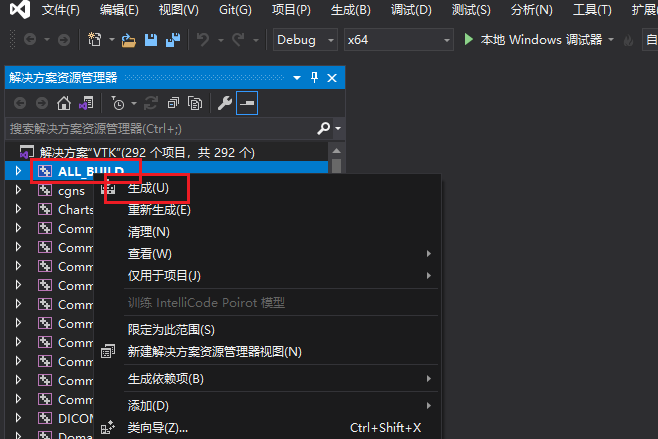 文件(F) 编辑(E) 视图(V) Git(G) 项目(P) 生成(B) 调试(D) 测试(S) 分析(N) 工具(T) 扩展
Debug x64 本地 Windows 调试器 自
解决方案资源管理器
搜索解决方案资源管理器(Ctrl+;)
解决方案"VTK"(292 个项目，共 292 个)
ALL_BUILD
生成(U)
cgns
重新生成(E)
Charts
清理(N)
Comm
查看(W)
Comm
仅用于项目(J)
Comm
训练 IntelliCode Poirot 模型
Comm
限定为此范围(S)
Comm
新建解决方案资源管理器视图(N)
Comm
生成依赖项(B)
Comm
添加(D)
DICOM
类向导(Z)... Ctrl+Shift+X
Doma